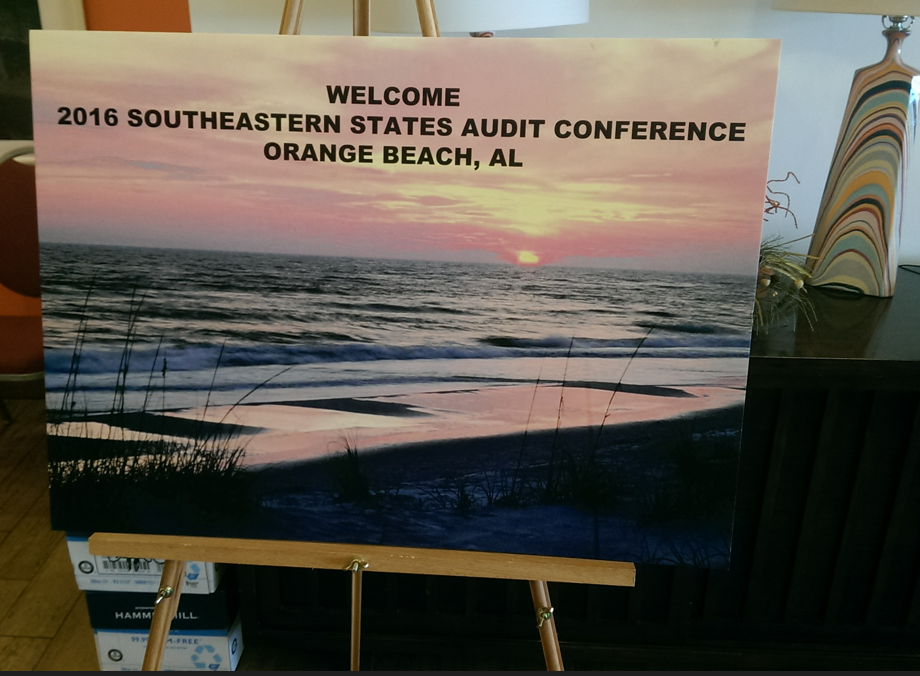 WELCOME
2016 SOUTHEASTERN STATES AUDIT CONFERENCE
ORANGE BEACH, AL
HAMMERMILL